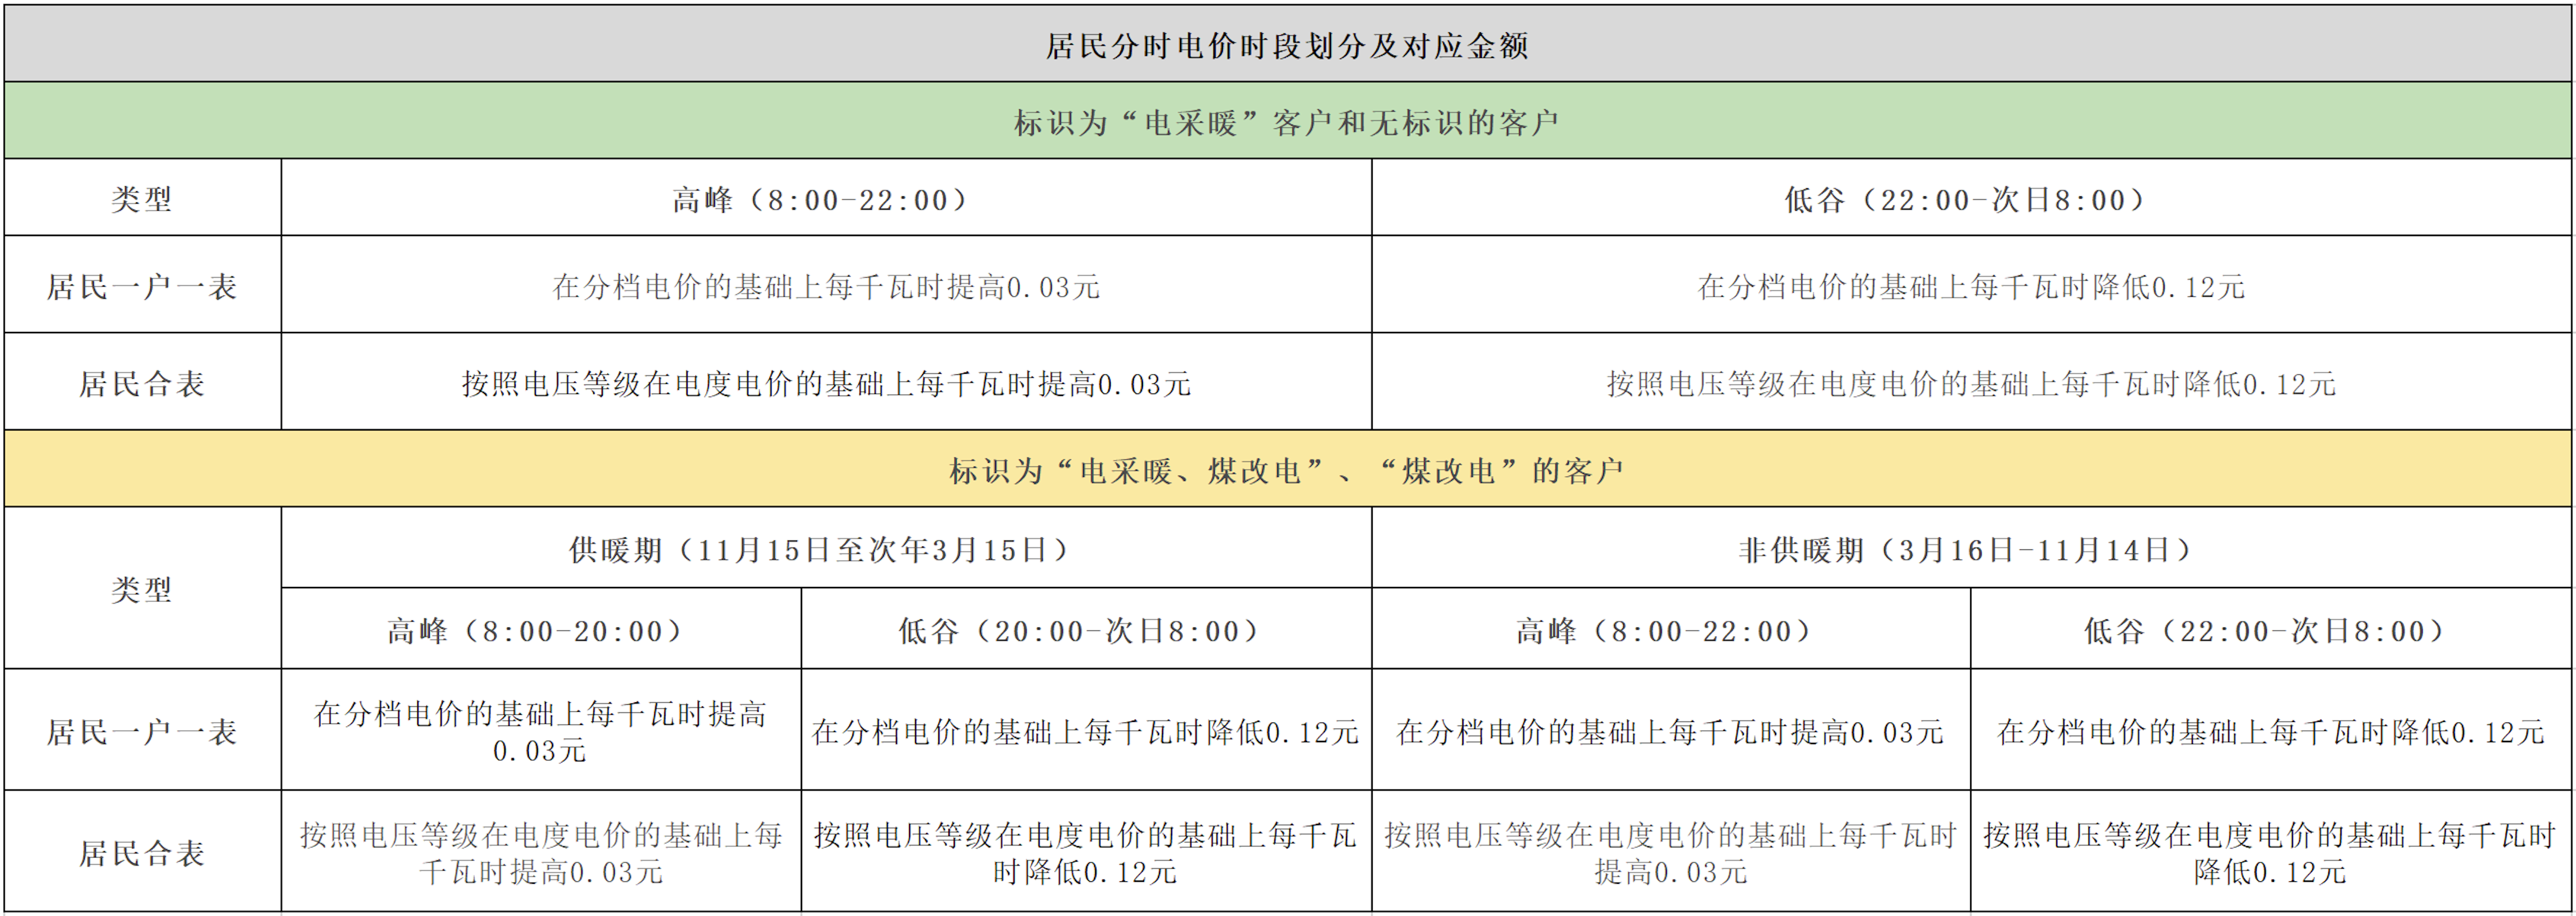 居民分时电价时段划分及对应金额
标识为“电采暖”客户和无标识的客户
类型
高峰（8:00-22:00）
低谷（22:00-次日8:00）
居民一户一表
在分档电价的基础上每千瓦时提高0.03元
在分档电价的基础上每千瓦时降低0.12元
居民合表
按照电压等级在电度电价的基础上每千瓦时提高0.03元
按照电压等级在电度电价的基础上每千瓦时降低0.12元
标识为“电采暖、煤改电”、“煤改电”的客户
类型
供暖期（11月15日至次年3月15日）
非供暖期（3月16日-11月14日）
高峰（8:00-20:00）
低谷（20:00-次日8:00）
高峰（8:00-22:00）
低谷（22:00-次日8:00）
居民一户一表
在分档电价的基础上每千瓦时提高
0.03元
在分档电价的基础上每千瓦时降低0.12元
在分档电价的基础上每千瓦时提高0.03元
在分档电价的基础上每千瓦时降低0.12元
居民合表
按照电压等级在电度电价的基础上每
千瓦时提高0.03元
按照电压等级在电度电价的基础上每千瓦
时降低0.12元
按照电压等级在电度电价的基础上每千瓦时
提高0.03元
按照电压等级在电度电价的基础上每千瓦时
降低0.12元